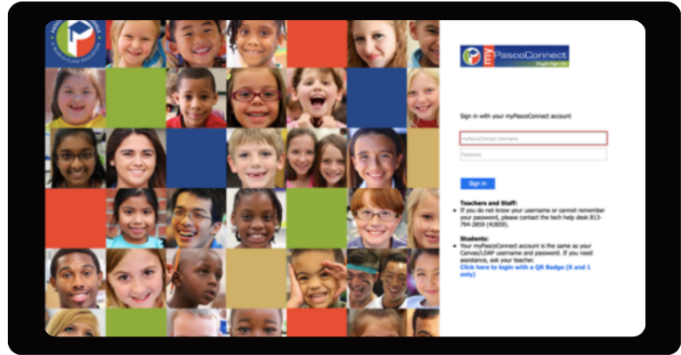 my PascoConnect
Single Sign On
Sign in with your myPascoConnect account
myPascoConnect Username
Password
Sign in
Teachers and Staff:
If you do not know your username or cannot remember
your password, please contact the tech help desk 813-
794-2859 (42859).
Students:
Your myPascoConnect account is the same as your
Canvas/LDAP username and password. If you need
assistance, ask your teacher.
Click here to login with a QR Badge (K and 1
only)